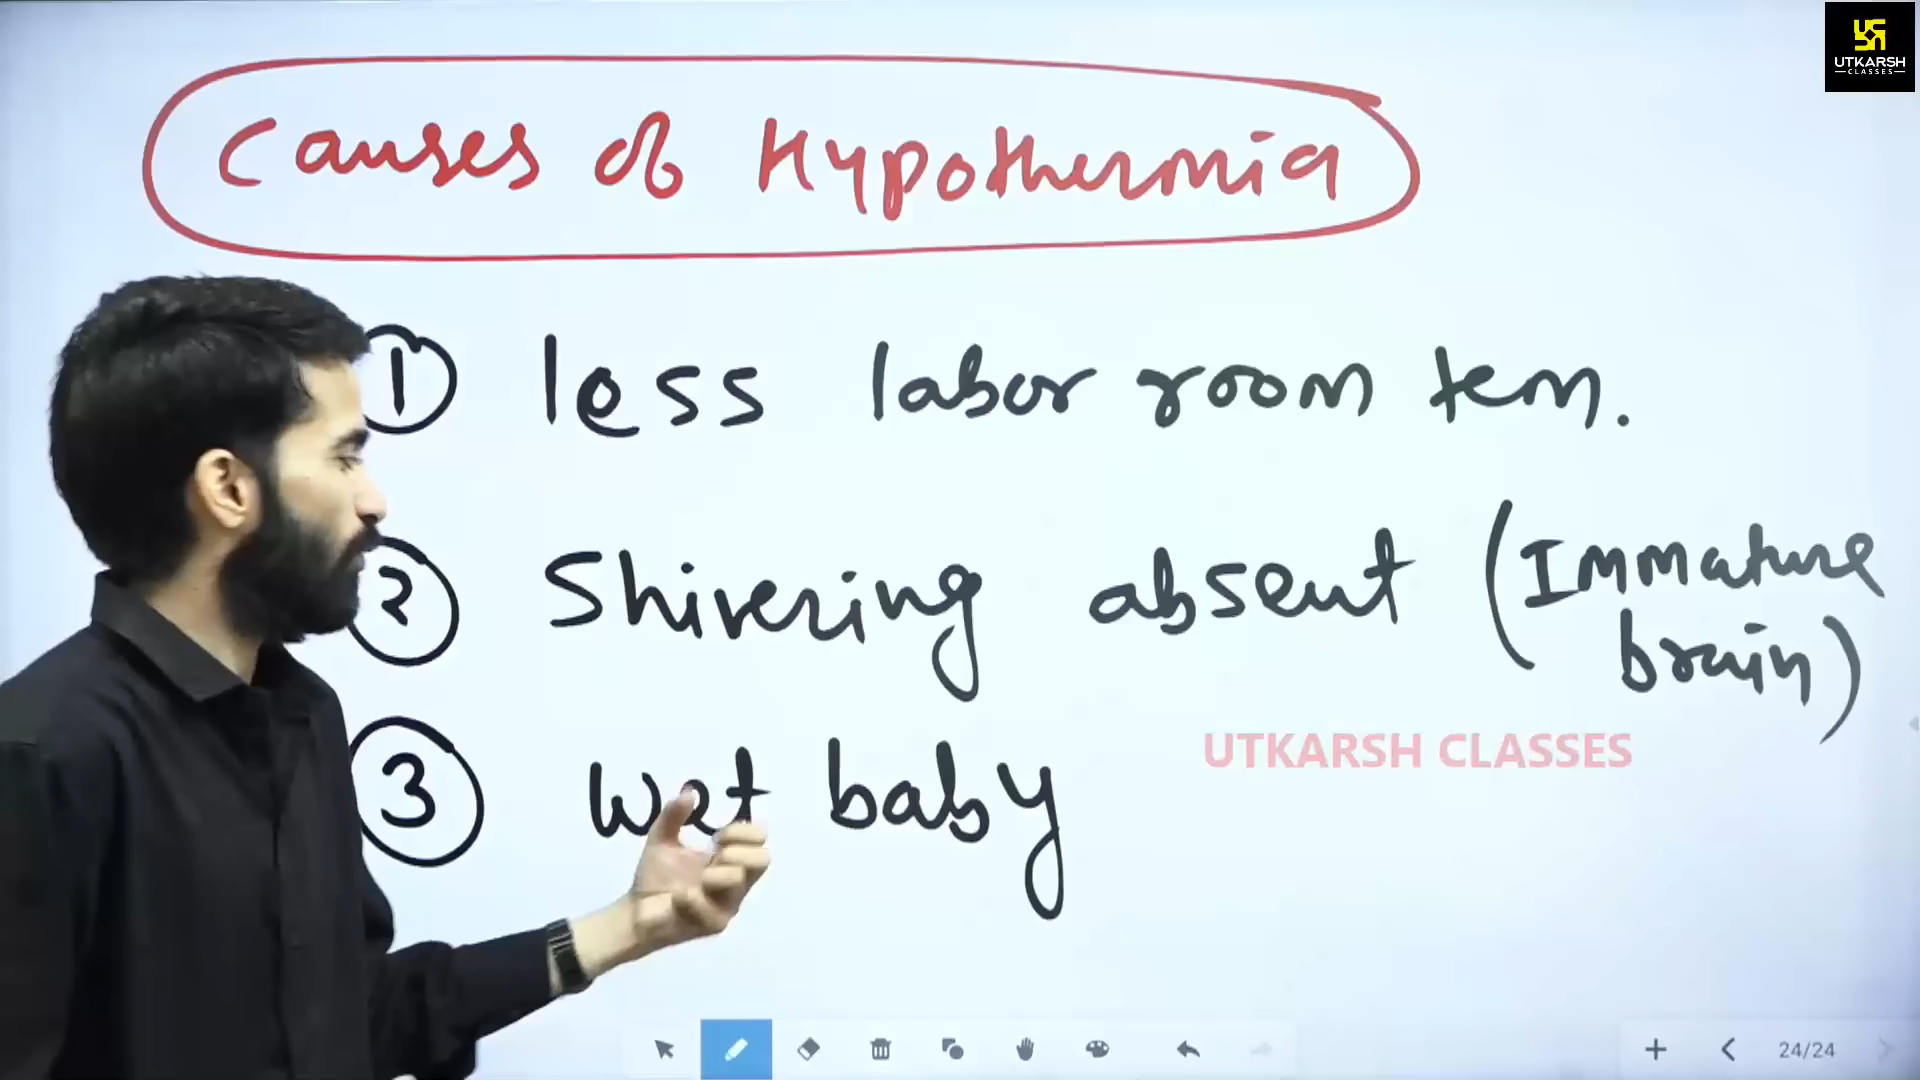 UTKARSH
CLASSES
Causes of Hypothermia
1 less labor room tem.
2 Shivering absent (Immature
brain)
UTKARSH CLASSES
3 wet baby
24/24